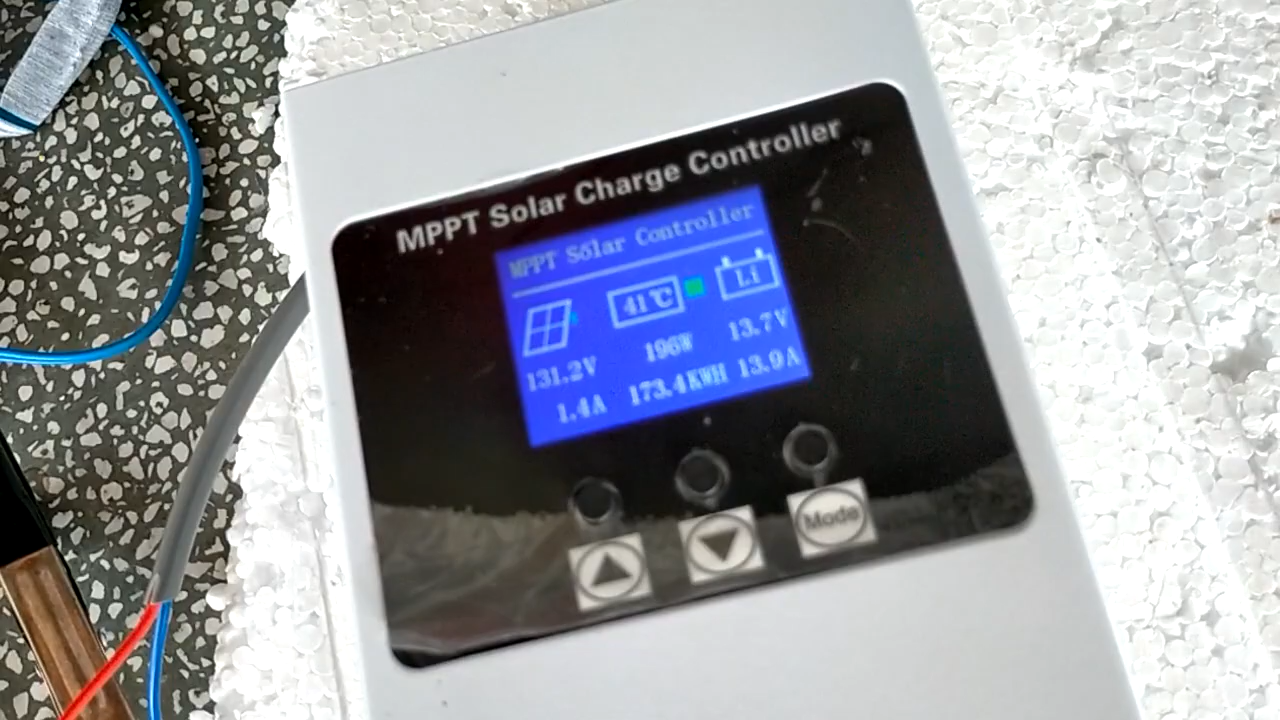 MPPT Solar Charge Controller
MPPT Solar Controller
41℃ Li
131.2V 196W 13.7V
1.4A 173.4KWH 13.9A
Mode